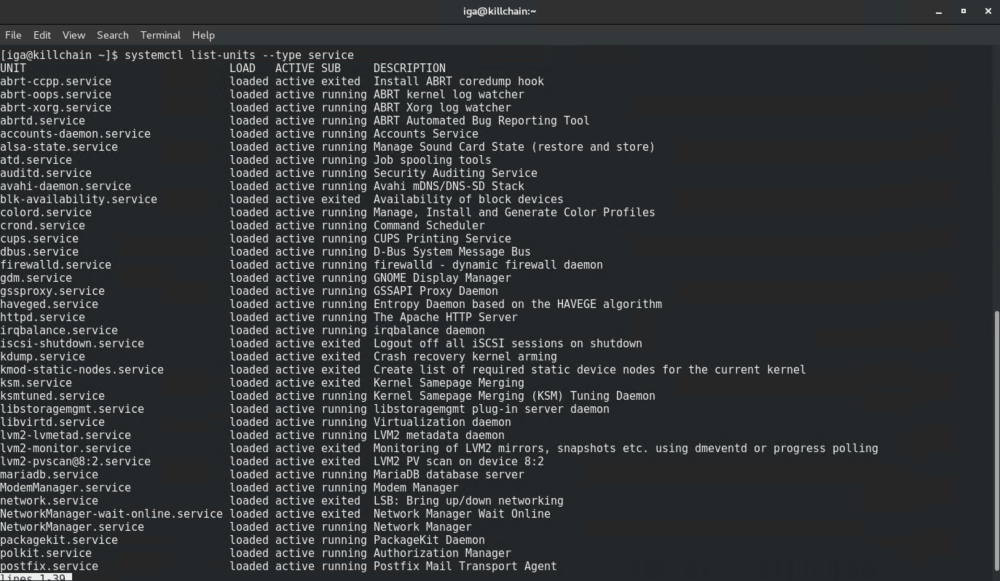 iga@killchain:~
File Edit View Search Terminal Help
[iga@killchain ~]$ systemctl list-units --type service
UNIT LOAD ACTIVE SUB DESCRIPTION
abrt-ccpp.service loaded active exited Install ABRT coredump hook
abrt-oops.service loaded active running ABRT kernel log watcher
abrt-xorg.service loaded active running ABRT Xorg log watcher
abrtd.service loaded active running ABRT Automated Bug Reporting Tool
accounts-daemon.service loaded active running Accounts Service
alsa-state.service loaded active running Manage Sound Card State (restore and store)
atd.service loaded active running Job spooling tools
auditd.service loaded active running Security Auditing Service
avahi-daemon.service loaded active running Avahi mDNS/DNS-SD Stack
blk-availability.service loaded active exited Availability of block devices
colord.service loaded active running Manage, Install and Generate Color Profiles
crond.service loaded active running Command Scheduler
cups.service loaded active running CUPS Printing Service
dbus.service loaded active running D-Bus System Message Bus
firewalld.service loaded active running firewalld - dynamic firewall daemon
gdm.service loaded active running GNOME Display Manager
gssproxy.service loaded active running GSSAPI Proxy Daemon
haveged.service loaded active running Entropy Daemon based on the HAVEGE algorithm
httpd.service loaded active running The Apache HTTP Server
irqbalance.service loaded active running irqbalance daemon
iscsi-shutdown.service loaded active exited Logout off all iSCSI sessions on shutdown
kdump.service loaded active exited Crash recovery kernel arming
kmod-static-nodes.service loaded active exited Create list of required static device nodes for the current kernel
ksm.service loaded active exited Kernel Samepage Merging
ksmtuned.service loaded active running Kernel Samepage Merging (KSM) Tuning Daemon
libstoragemgmt.service loaded active running libstoragemgmt plug-in server daemon
libvirtd.service loaded active running Virtualization daemon
lvm2-lvmetad.service loaded active running LVM2 metadata daemon
lvm2-monitor.service loaded active exited Monitoring of LVM2 mirrors, snapshots etc. using dmeventd or progress polling
lvm2-pvscan@8:2.service loaded active exited LVM2 PV scan on device 8:2
mariadb.service loaded active running MariaDB database server
ModemManager.service loaded active running Modem Manager
network.service loaded active exited LSB: Bring up/down networking
NetworkManager-wait-online.service loaded active exited Network Manager Wait Online
NetworkManager.service loaded active running Network Manager
packagekit.service loaded active running PackageKit Daemon
polkit.service loaded active running Authorization Manager
postfix.service loaded active running Postfix Mail Transport Agent
lines 1-39